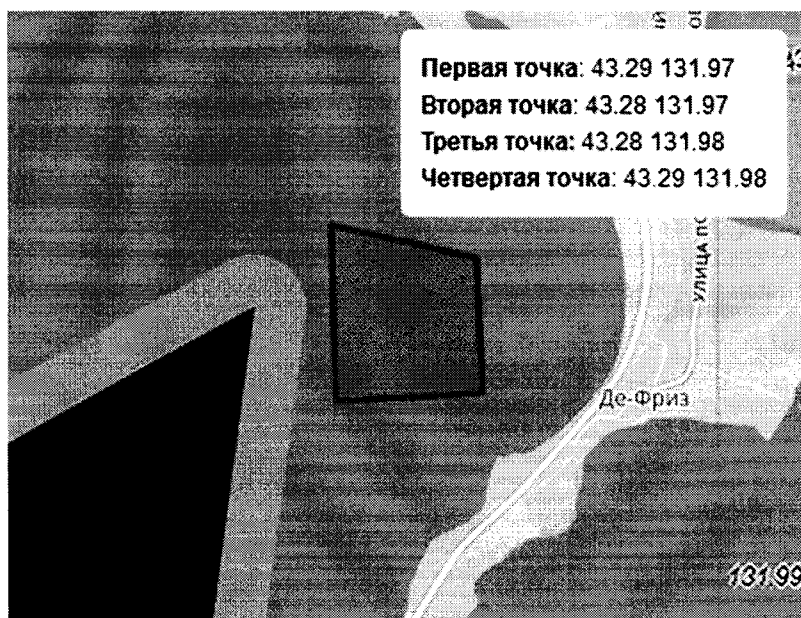 Первая точка: 43.29 131.97
Вторая точка: 43.28 131.97
Третья точка: 43.28 131.98
Четвертая точка: 43.29 131.98
Де-Фриз
131.99